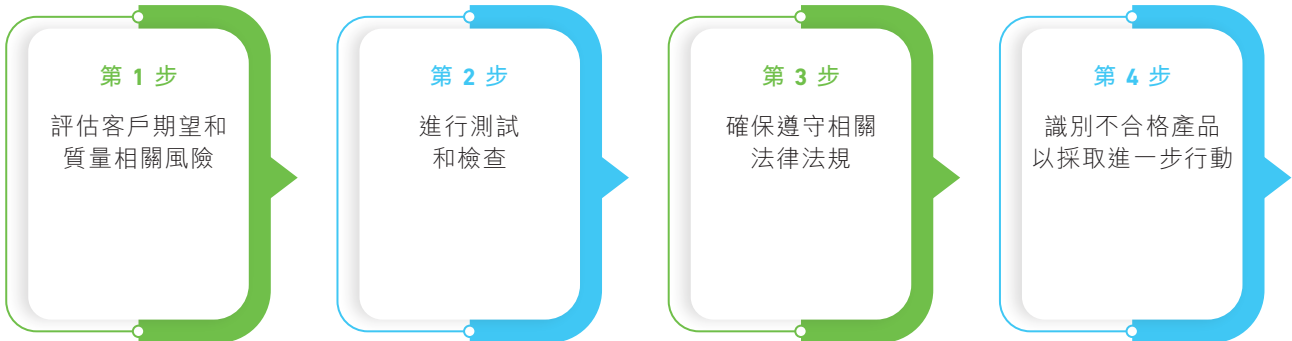 第 1 步
評估客戶期望和
質量相關風險
第 2 步
進行測試
和檢查
第 3 步
確保遵守相關
法律法規
第 4 步
識別不合格產品
以採取進一步行動